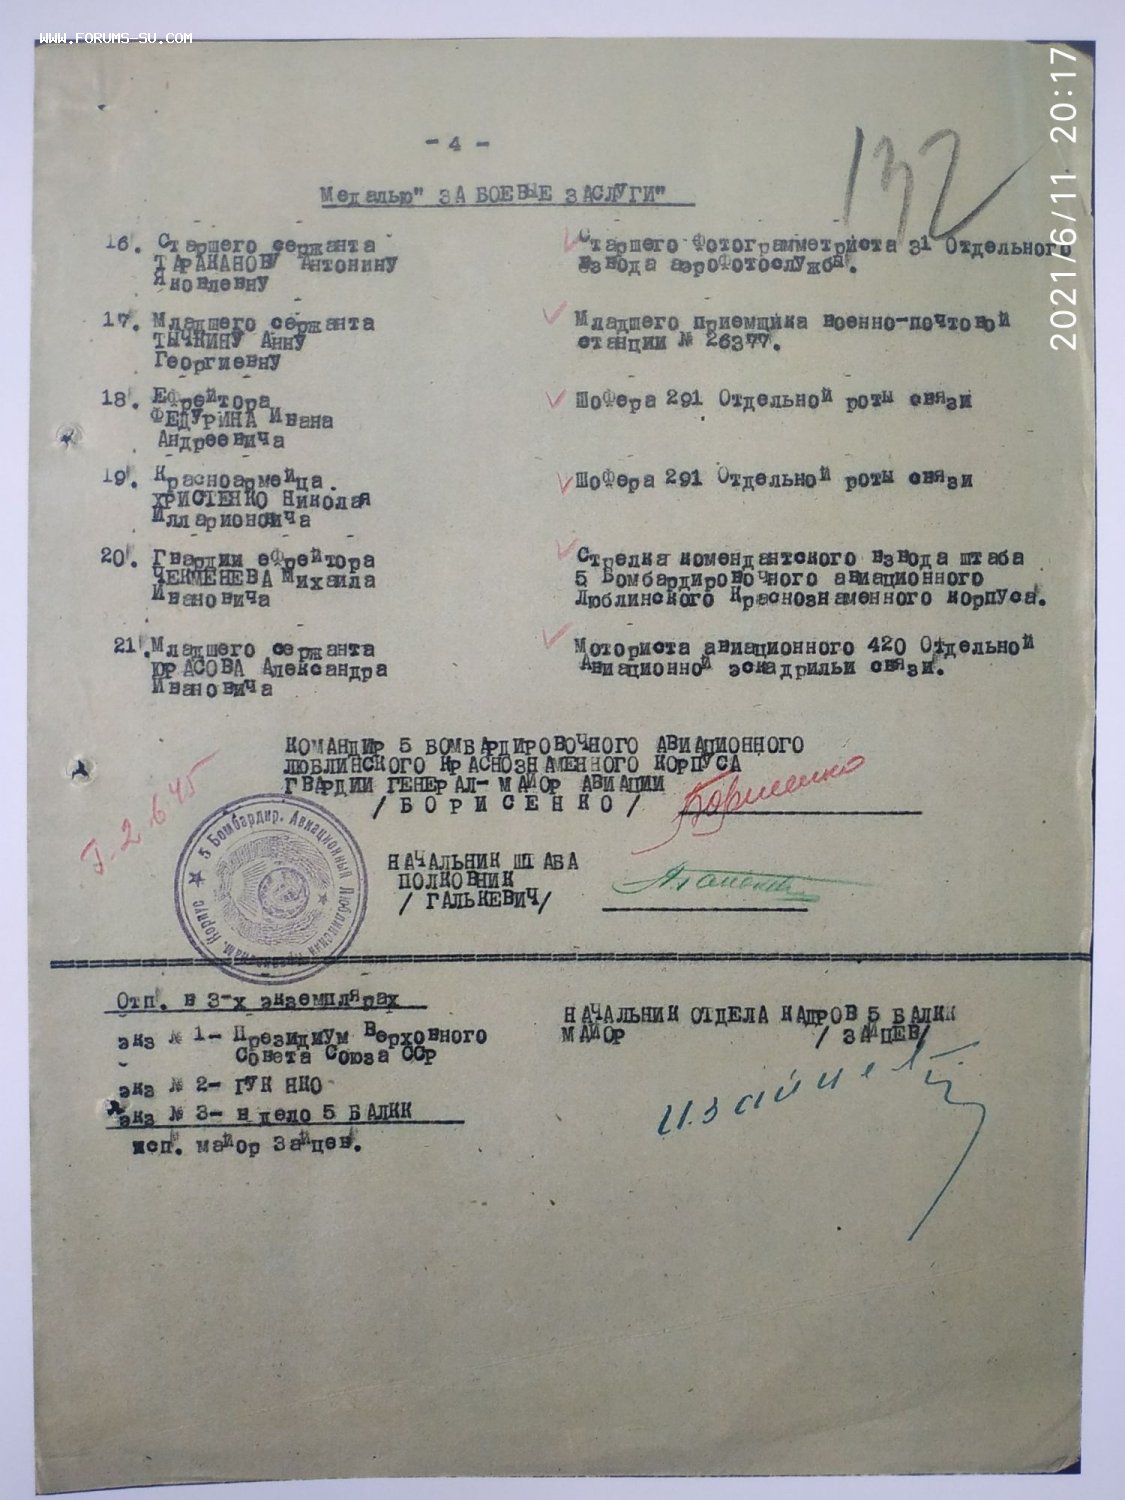 WWW.FORUMS-SU.COM
2021/6/11 20:17
- 4 -
132
Медалью" ЗА БОЕВЫЕ ЗАСЛУГИ"
16. Старшего сержанта ТАРАКАНОВУ Антонину Яковлевну
Старшего Фотограмметриста 31 Отдельного взвода аэрофотослужбы.
17. Младшего сержанта ТЫЧКИНУ Анну Георгиевну
Младшего приемщика военно-почтовой станции № 26377.
18. Ефрейтора ФЕДУРИНА Ивана Андреевича
Шофера 291 Отдельной роты связи
19. Красноармейца. ХРИСТЕНКО Николая Илларионовича
Шофера 291 Отдельной роты связи
20. Гвардии ефрейтора ЧЕКМЕНЕВА Михаила Ивановича
Стрелка комендантского взвода штаба 5 Бомбардировочного авиационного Люблинского Краснознаменного корпуса.
21. Младшего сержанта ЮРАСОВА Александра Ивановича
Моториста авиационного 420 Отдельной Авиационной эскадрильи связи.
КОМАНДИР 5 БОМБАРДИРОВОЧНОГО АВИАЦИОННОГО
ЛЮБЛИНСКОГО КРАСНОЗНАМЕННОГО КОРПУСА
ГВАРДИИ ГЕНЕРАЛ-МАЙОР АВИАЦИИ
/ Б О Р И С Е Н К О /
Борисенко
2.6.45
5 Бомбардир. Авиационный Люблинский Краснознам. Корпус
НАЧАЛЬНИК ШТАБА
ПОЛКОВНИК
/ ГАЛЬКЕВИЧ/
Отп. в 3-х экземплярах
экз № 1- Президиум Верховного
Совета Союза ССР
экз № 2- ГУК НКО
экз № 3- в дело 5 БАЛКК
исп. майор Зайцев.
НАЧАЛЬНИК ОТДЕЛА КАДРОВ 5 БАЛКК
МАЙОР / ЗАЙЦЕВ/